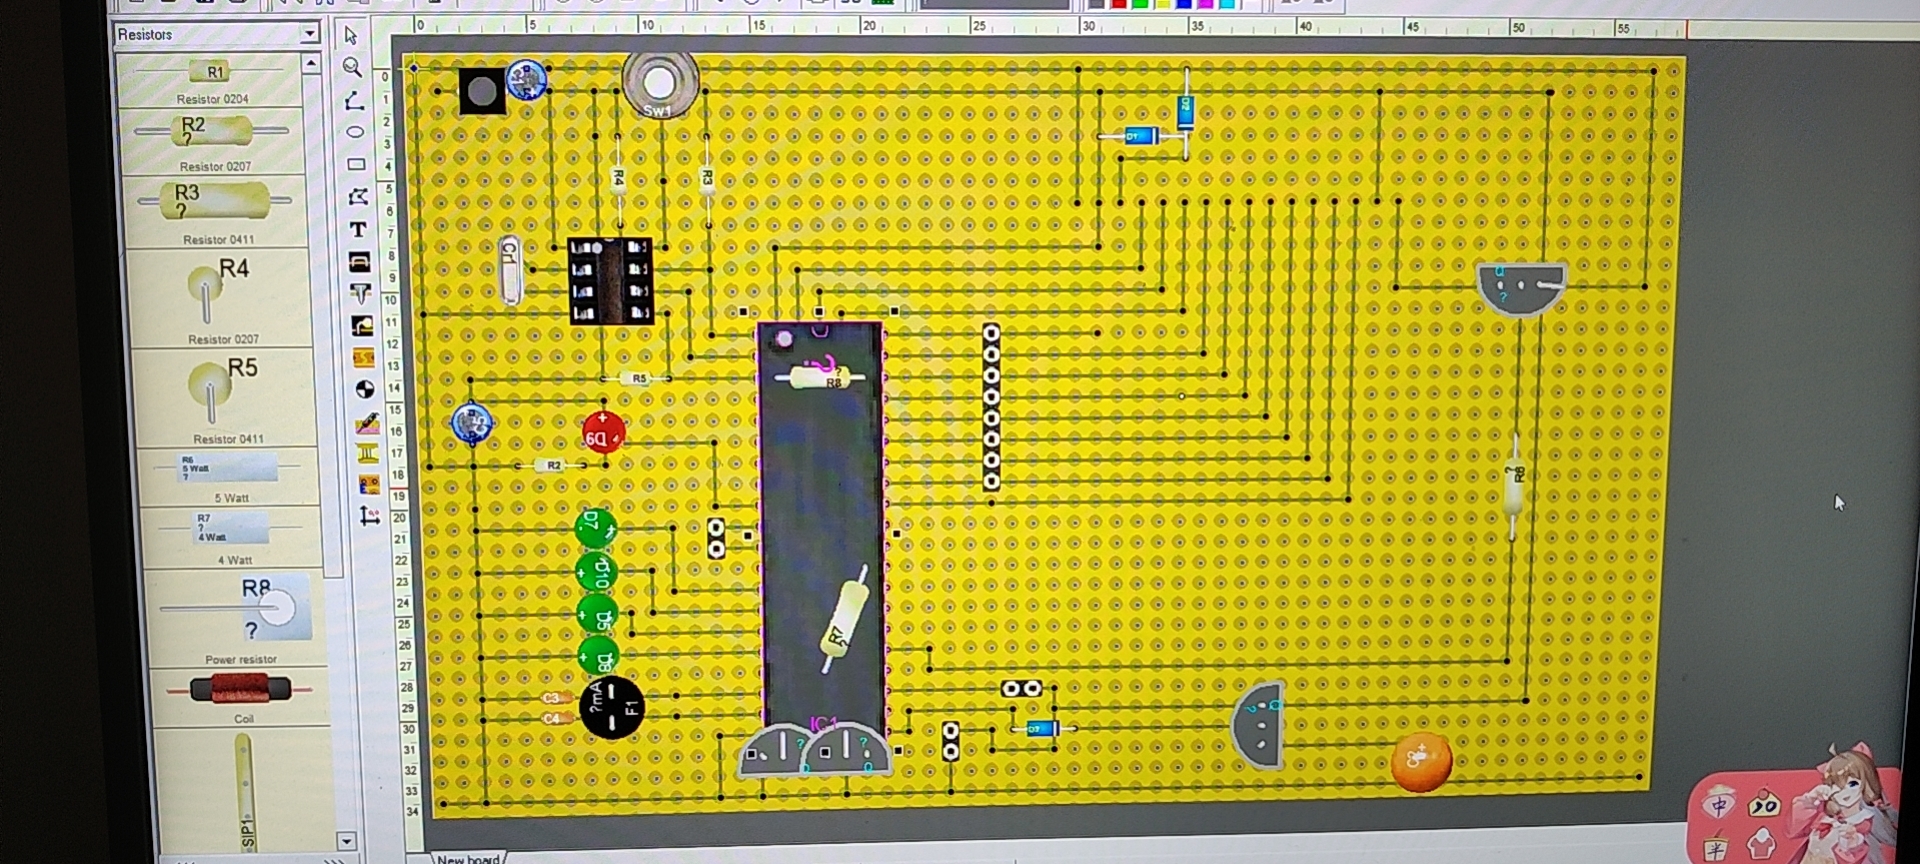 Resistors
R1
Resistor 0204
R2
?
Resistor 0207
R3
?
Resistor 0411
R4
Resistor 0207
R5
Resistor 0411
R6
5 Watt
?
5 Watt
R7
?
4 Watt
4 Watt
R8
?
Power resistor
Coil
SIP1
T
0 5 10 15 20 25 30 35 40 45 50 55
0
1
2
3
4
5
6
7
8
9
10
11
12
13
14
15
16
17
18
19
20
21
22
23
24
25
26
27
28
29
30
31
32
33
34
Sw1
D2
D1
R4
R3
Crl
?
R8
R5
D9
R2
R6
?
D7
D10
D5
D8
R7
?
C3
C4
?mA
F1
IC1
?
?
?
?
New board
中
半